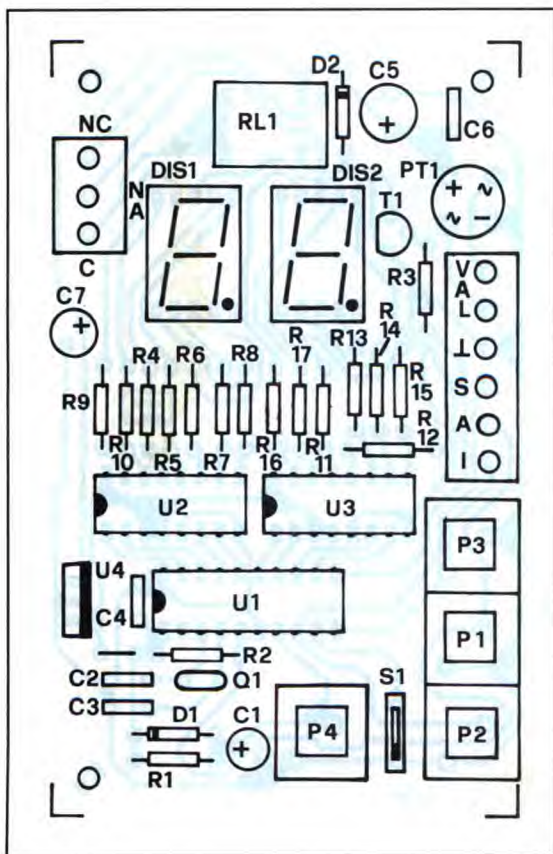 D2
C5
RL1
C6
NC
DIS1
DIS2
PT1
N
A
T1
+ ~
~ -
C
R3
V
A
L
⊥
S
A
I
C7
+
R4
R6
R8
R
17
R13
R
14
R
15
R9
R
10
R5
R7
R
16
R
11
R
12
U2
U3
P3
U4
C4
U1
P1
R2
C2
Q1
C3
S1
D1
C1
P4
P2
R1